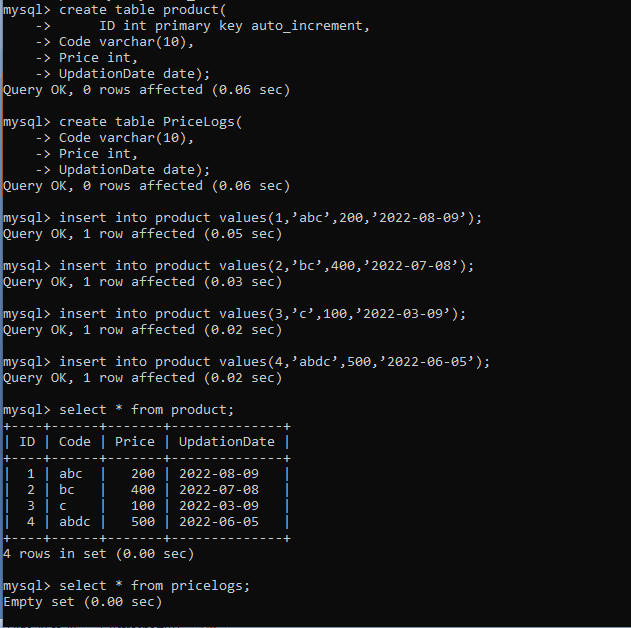 mysql> create table product(
    ->      ID int primary key auto_increment,
    -> Code varchar(10),
    -> Price int,
    -> UpdationDate date);
Query OK, 0 rows affected (0.06 sec)

mysql> create table PriceLogs(
    -> Code varchar(10),
    -> Price int,
    -> UpdationDate date);
Query OK, 0 rows affected (0.06 sec)

mysql> insert into product values(1,’abc’,200,’2022-08-09’);
Query OK, 1 row affected (0.05 sec)

mysql> insert into product values(2,’bc’,400,’2022-07-08’);
Query OK, 1 row affected (0.03 sec)

mysql> insert into product values(3,’c’,100,’2022-03-09’);
Query OK, 1 row affected (0.02 sec)

mysql> insert into product values(4,’abdc’,500,’2022-06-05’);
Query OK, 1 row affected (0.02 sec)

mysql> select * from product;
+----+------+-------+--------------+
| ID | Code | Price | UpdationDate |
+----+------+-------+--------------+
|  1 | abc  |   200 | 2022-08-09   |
|  2 | bc   |   400 | 2022-07-08   |
|  3 | c    |   100 | 2022-03-09   |
|  4 | abdc |   500 | 2022-06-05   |
+----+------+-------+--------------+
4 rows in set (0.00 sec)

mysql> select * from pricelogs;
Empty set (0.00 sec)